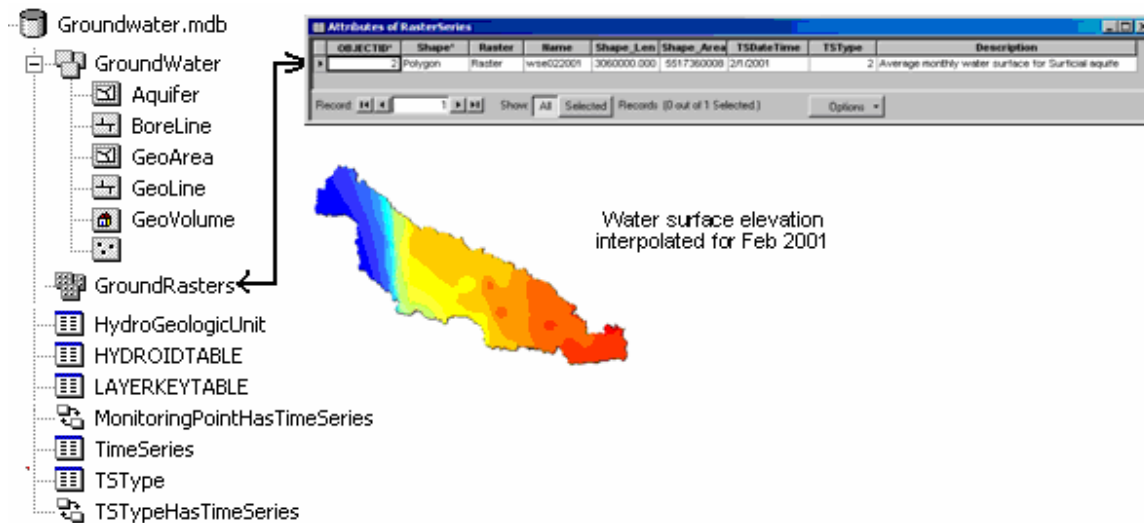 Groundwater.mdb
GroundWater
Aquifer
BoreLine
GeoArea
GeoLine
GeoVolume
GroundRasters
HydroGeologicUnit
HYDROIDTABLE
LAYERKEYTABLE
MonitoringPointHasTimeSeries
TimeSeries
TSType
TSTypeHasTimeSeries
Attributes of RasterSeries
OBJECTID* Shape* Raster Name Shape_Len Shape_Area TSDateTime TSType Description
2 Polygon Raster wse022001 3060000.000 5517360008 2/1/2001 2 Average monthly water surface for Surficial aquife
Record: 1 Show: All Selected Records (0 out of 1 Selected.) Options
Water surface elevation
interpolated for Feb 2001